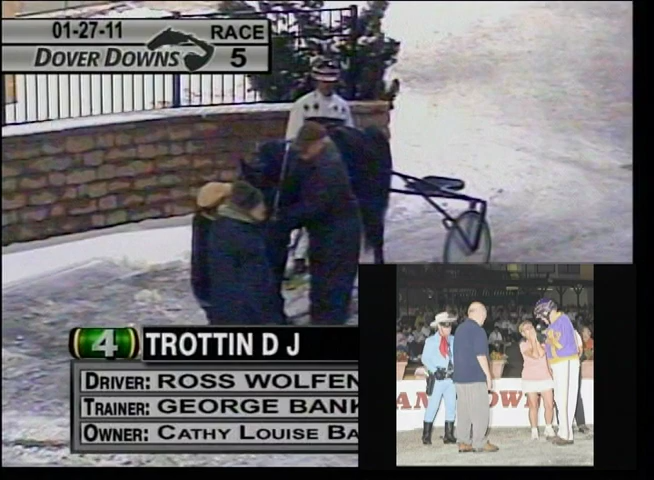 01-27-11 RACE
DOVER DOWNS 5
4 TROTTIN D J
DRIVER: ROSS WOLFEN
TRAINER: GEORGE BANK
OWNER: CATHY LOUISE BA